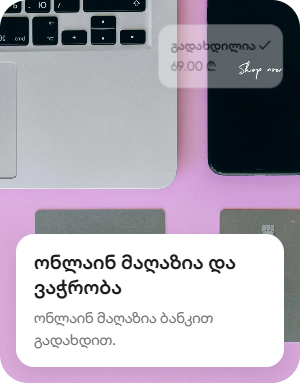 გადახდილია ✓
69.00 ₾
Shop now
ონლაინ მაღაზია და
ვაჭრობა
ონლაინ მაღაზია ბანკით
გადახდით.